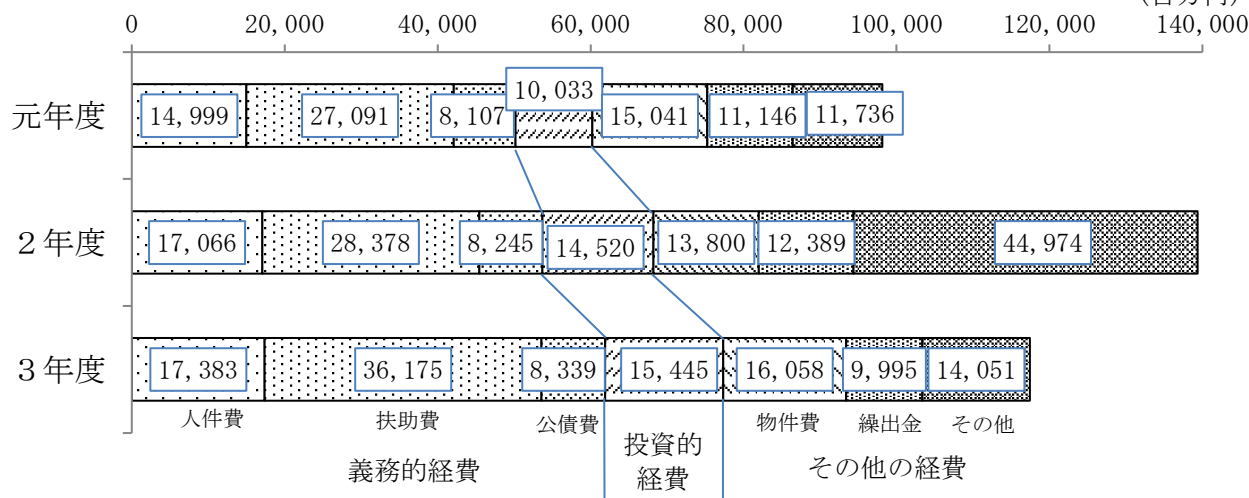 (百万円)
0 20,000 40,000 60,000 80,000 100,000 120,000 140,000
10,033
元年度 14,999 27,091 8,107 15,041 11,146 11,736
2年度 17,066 28,378 8,245 14,520 13,800 12,389 44,974
3年度 17,383 36,175 8,339 15,445 16,058 9,995 14,051
人件費 扶助費 公債費 物件費 繰出金 その他
義務的経費 投資的 その他の経費
経費